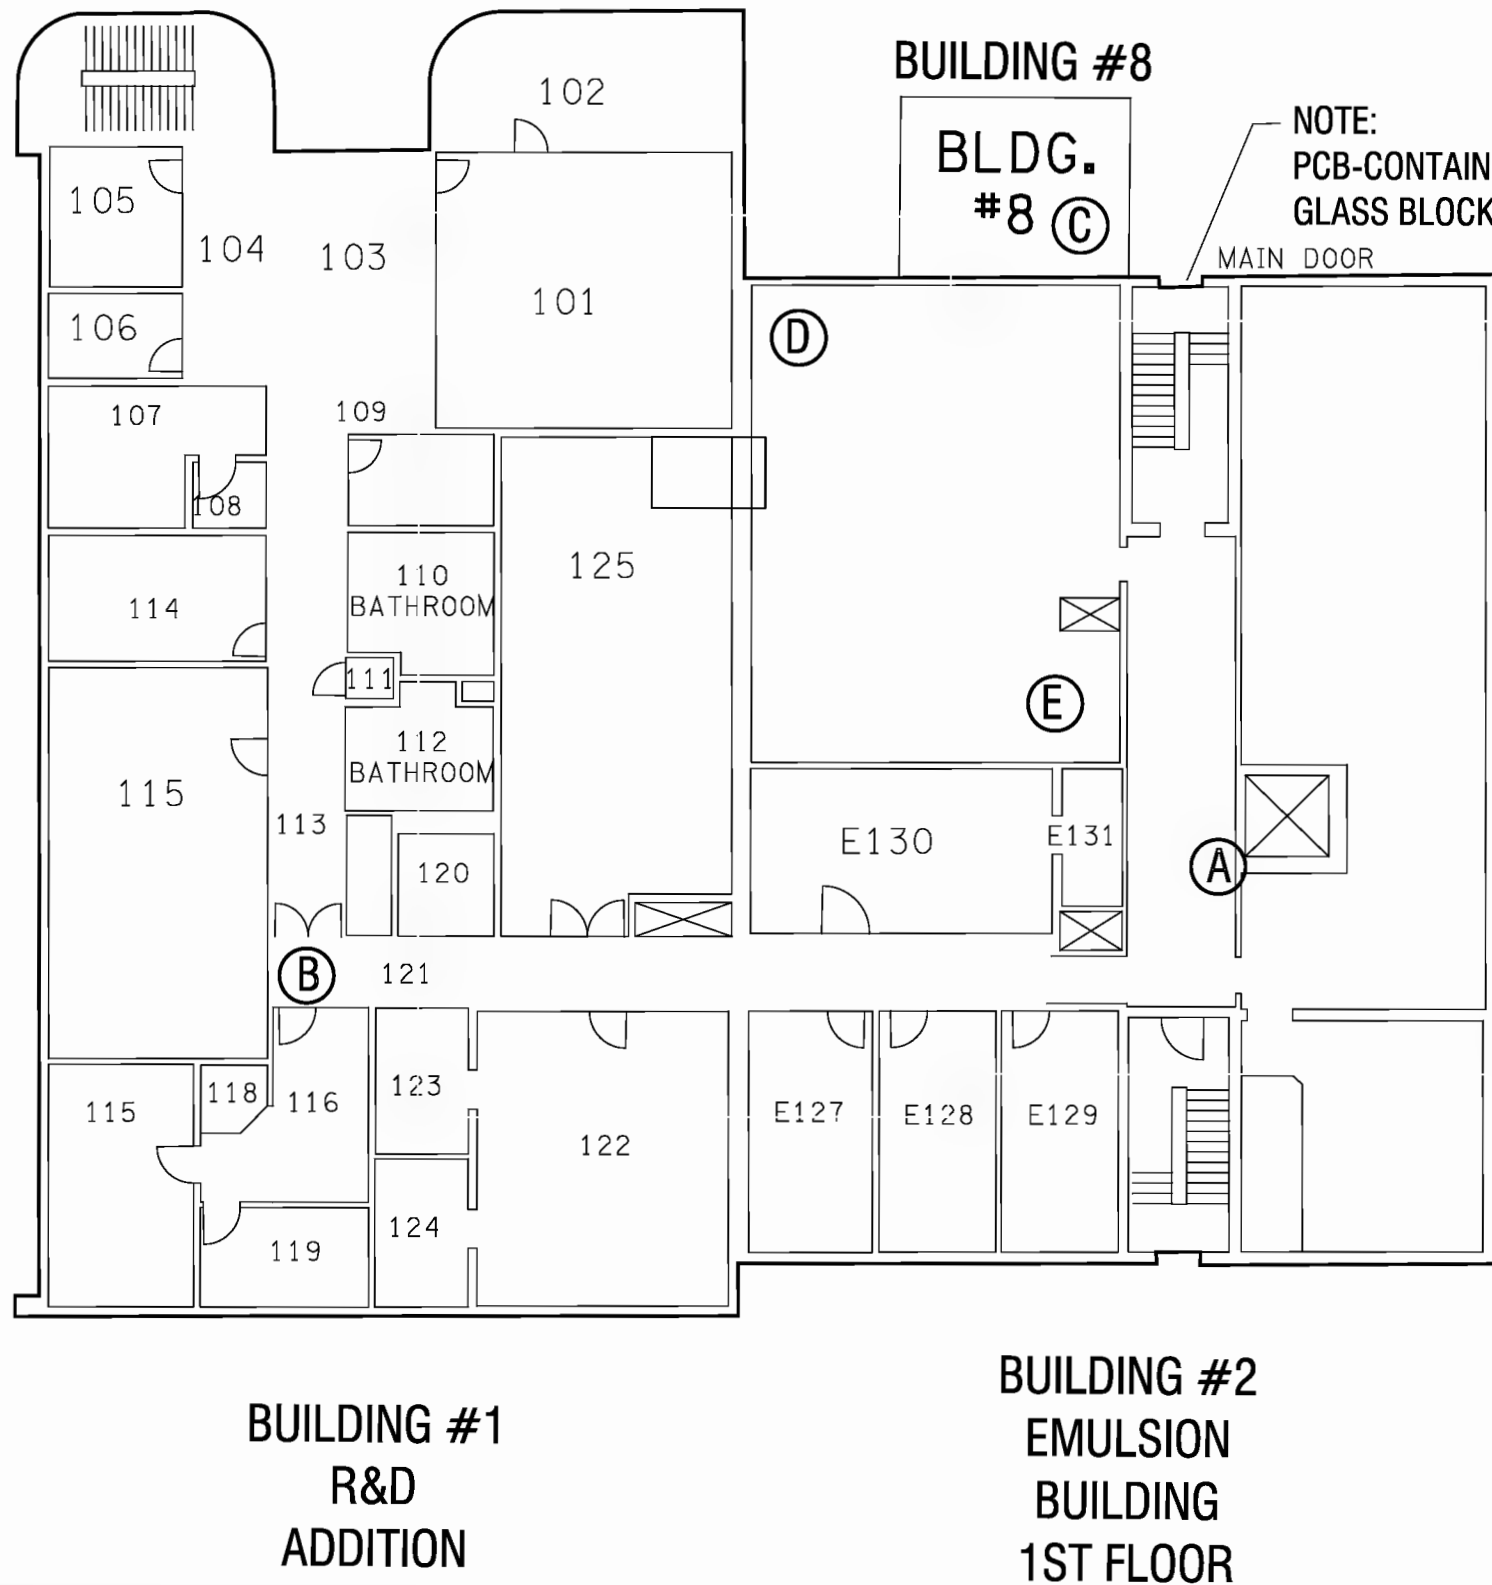 BUILDING #8
102
BLDG.
#8 C
NOTE:
PCB-CONTAIN
GLASS BLOCK
MAIN DOOR
105
104
103
101
106
D
107
109
108
125
110
BATHROOM
114
111
E
112
BATHROOM
115
113
E130
E131
120
A
B
121
118
116
123
115
E127
E128
E129
122
124
119
BUILDING #1
R&D
ADDITION
BUILDING #2
EMULSION
BUILDING
1ST FLOOR